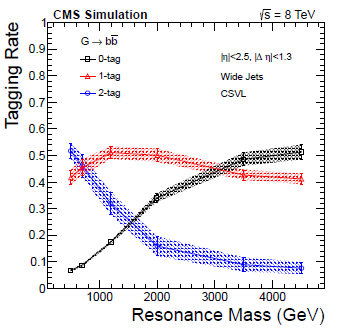 CMS Simulation √s = 8 TeV
Tagging Rate
1
0.9
0.8
0.7
0.6
0.5
0.4
0.3
0.2
0.1
0
G → bb̅
0-tag
1-tag
2-tag
|η|<2.5, |Δ η|<1.3
Wide Jets
CSVL
1000 2000 3000 4000
Resonance Mass (GeV)